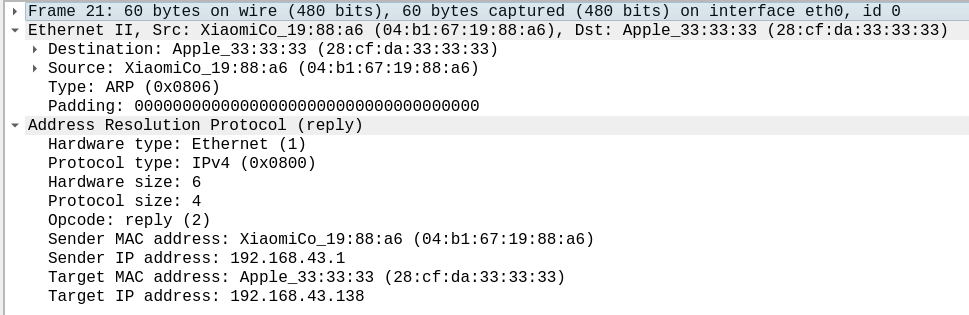 Frame 21: 60 bytes on wire (480 bits), 60 bytes captured (480 bits) on interface eth0, id 0
Ethernet II, Src: XiaomiCo_19:88:a6 (04:b1:67:19:88:a6), Dst: Apple_33:33:33 (28:cf:da:33:33:33)
Destination: Apple_33:33:33 (28:cf:da:33:33:33)
Source: XiaomiCo_19:88:a6 (04:b1:67:19:88:a6)
Type: ARP (0x0806)
Padding: 000000000000000000000000000000000000
Address Resolution Protocol (reply)
Hardware type: Ethernet (1)
Protocol type: IPv4 (0x0800)
Hardware size: 6
Protocol size: 4
Opcode: reply (2)
Sender MAC address: XiaomiCo_19:88:a6 (04:b1:67:19:88:a6)
Sender IP address: 192.168.43.1
Target MAC address: Apple_33:33:33 (28:cf:da:33:33:33)
Target IP address: 192.168.43.138